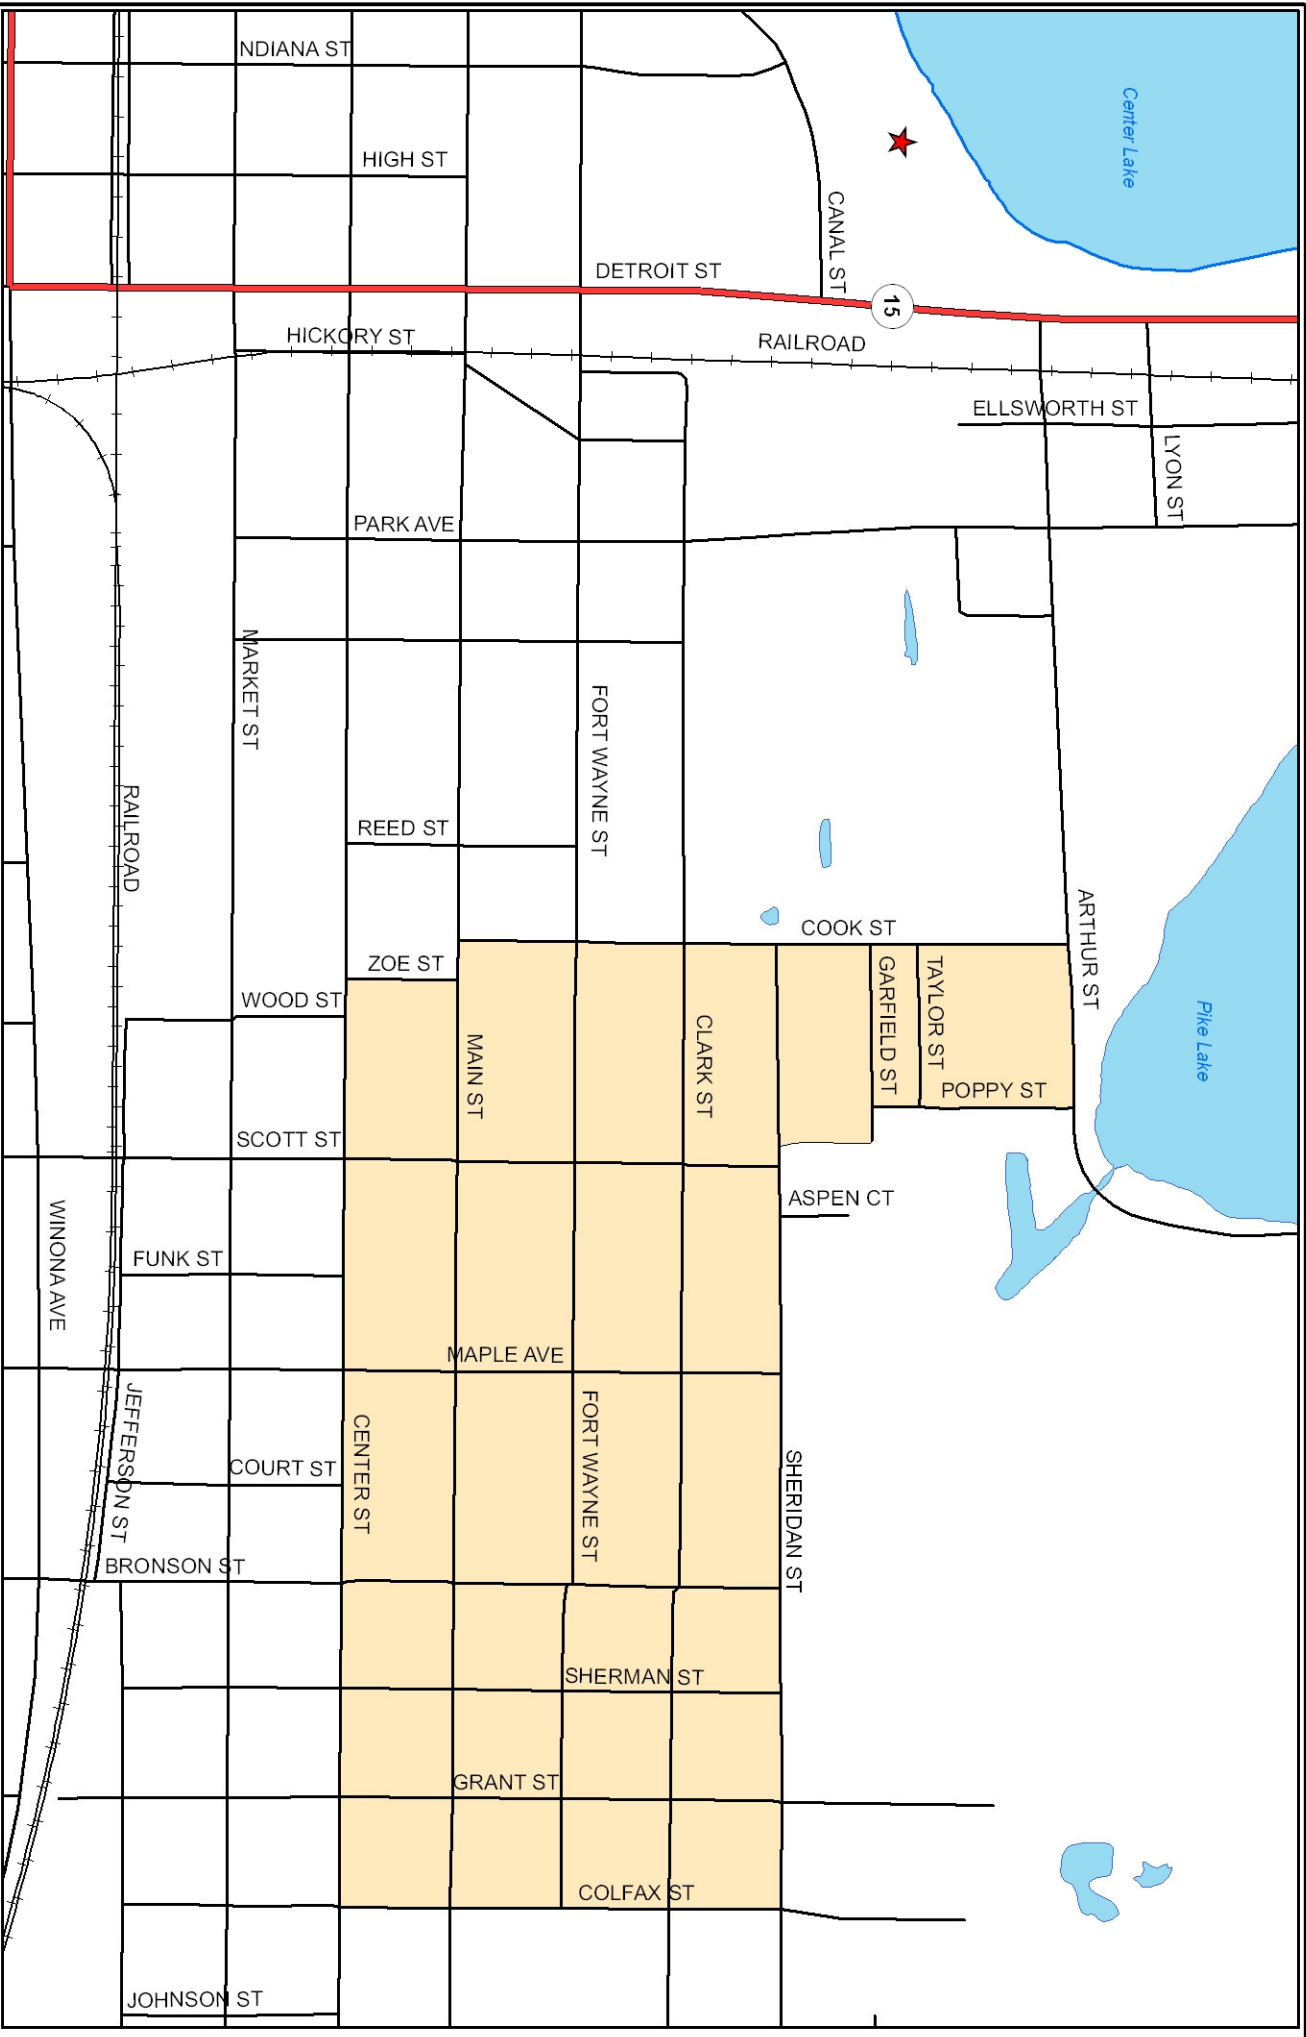 NDIANA ST
Center Lake
HIGH ST
CANAL ST
DETROIT ST
15
HICKORY ST
RAILROAD
ELLSWORTH ST
LYON ST
PARK AVE
MARKET ST
FORT WAYNE ST
RAILROAD
REED ST
ARTHUR ST
COOK ST
ZOE ST
GARFIELD ST
TAYLOR ST
WOOD ST
Pike Lake
MAIN ST
CLARK ST
POPPY ST
SCOTT ST
ASPEN CT
WINONA AVE
FUNK ST
MAPLE AVE
JEFFERSON ST
CENTER ST
FORT WAYNE ST
COURT ST
SHERIDAN ST
BRONSON ST
SHERMAN ST
GRANT ST
COLFAX ST
JOHNSON ST